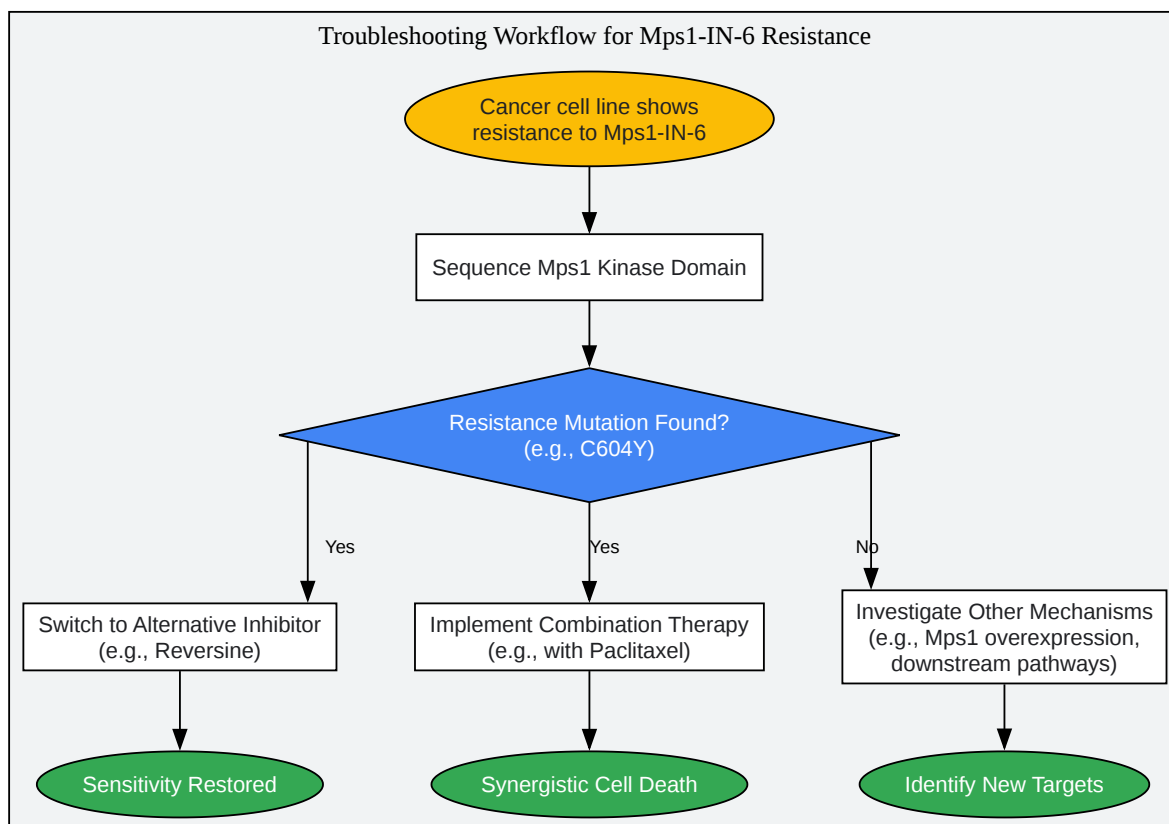 Troubleshooting Workflow for Mps1-IN-6 Resistance
Cancer cell line shows
resistance to Mps1-IN-6
Sequence Mps1 Kinase Domain
Resistance Mutation Found?
(e.g., C604Y)
Yes
Yes
No
Switch to Alternative Inhibitor
(e.g., Reversine)
Implement Combination Therapy
(e.g., with Paclitaxel)
Investigate Other Mechanisms
(e.g., Mps1 overexpression,
downstream pathways)
Sensitivity Restored
Synergistic Cell Death
Identify New Targets